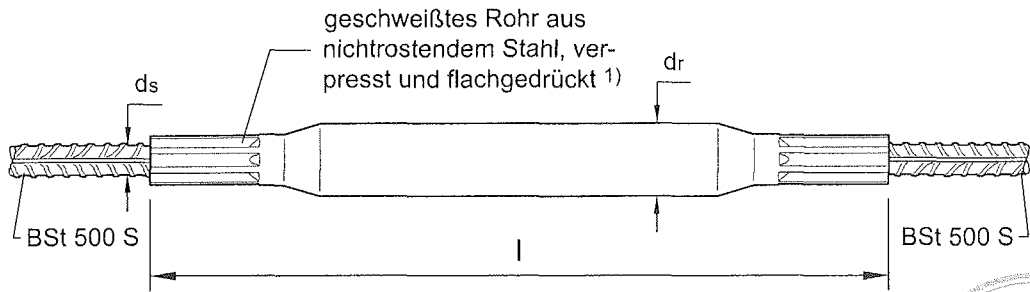 geschweißtes Rohr aus
nichtrostendem Stahl, ver-
presst und flachgedrückt 1)
ds
dr
BSt 500 S
BSt 500 S
l